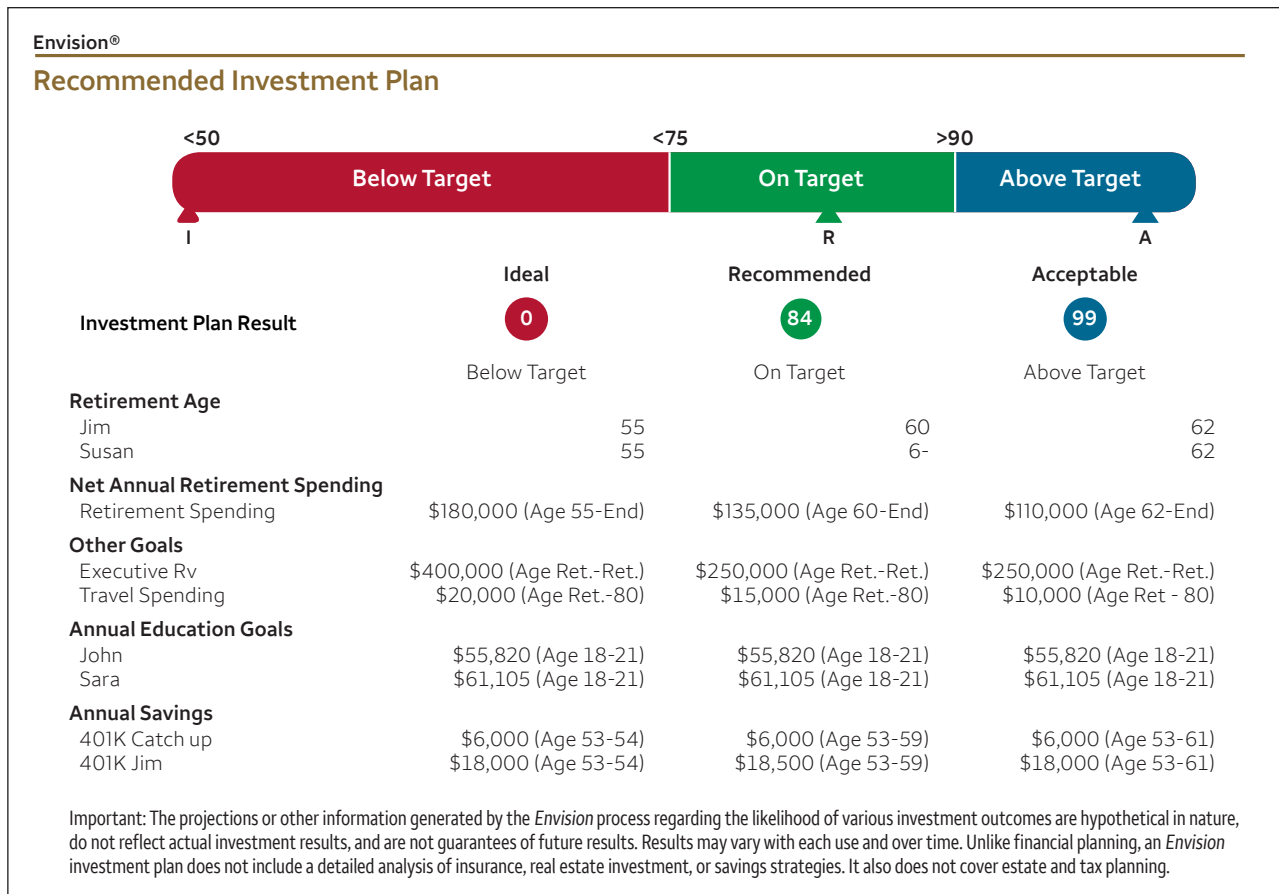 Envision®
Recommended Investment Plan
<50 <75 >90
Below Target On Target Above Target
I R A
Ideal Recommended Acceptable
Investment Plan Result 0 84 99
Below Target On Target Above Target
Retirement Age
Jim 55 60 62
Susan 55 6- 62
Net Annual Retirement Spending
Retirement Spending $180,000 (Age 55-End) $135,000 (Age 60-End) $110,000 (Age 62-End)
Other Goals
Executive Rv $400,000 (Age Ret.-Ret.) $250,000 (Age Ret.-Ret.) $250,000 (Age Ret.-Ret.)
Travel Spending $20,000 (Age Ret.-80) $15,000 (Age Ret.-80) $10,000 (Age Ret - 80)
Annual Education Goals
John $55,820 (Age 18-21) $55,820 (Age 18-21) $55,820 (Age 18-21)
Sara $61,105 (Age 18-21) $61,105 (Age 18-21) $61,105 (Age 18-21)
Annual Savings
401K Catch up $6,000 (Age 53-54) $6,000 (Age 53-59) $6,000 (Age 53-61)
401K Jim $18,000 (Age 53-54) $18,500 (Age 53-59) $18,000 (Age 53-61)
Important: The projections or other information generated by the Envision process regarding the likelihood of various investment outcomes are hypothetical in nature,
do not reflect actual investment results, and are not guarantees of future results. Results may vary with each use and over time. Unlike financial planning, an Envision
investment plan does not include a detailed analysis of insurance, real estate investment, or savings strategies. It also does not cover estate and tax planning.